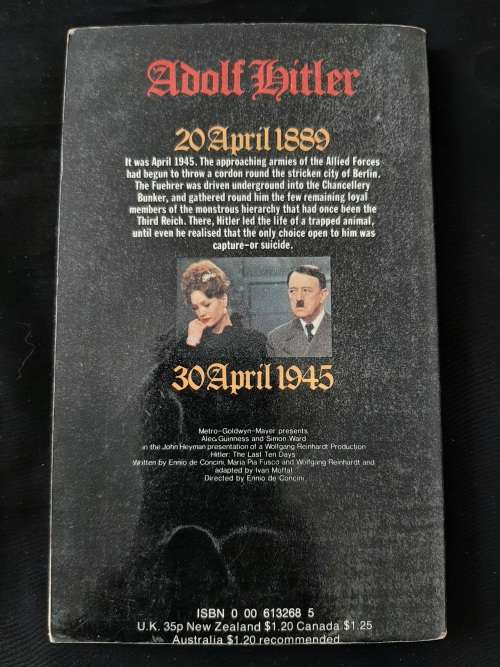 Adolf Hitler
20 April 1889
It was April 1945. The approaching armies of the Allied Forces
had begun to throw a cordon round the stricken city of Berlin.
The Fuehrer was driven underground into the Chancellery
Bunker, and gathered round him the few remaining loyal
members of the monstrous hierarchy that had once been the
Third Reich. There, Hitler led the life of a trapped animal,
until even he realised that the only choice open to him was
capture-or suicide.
30 April 1945
Metro-Goldwyn-Mayer presents
Alec Guinness and Simon Ward
in the John Heyman presentation of a Wolfgang Reinhardt Production
Hitler: The Last Ten Days
Written by Ennio de Concini, Maria Pia Fusco and Wolfgang Reinhardt and
adapted by Ivan Moffat
Directed by Ennio de Concini
ISBN 0 00 613268 5
U.K. 35p New Zealand $1.20 Canada $1.25
Australia $1.20 recommended